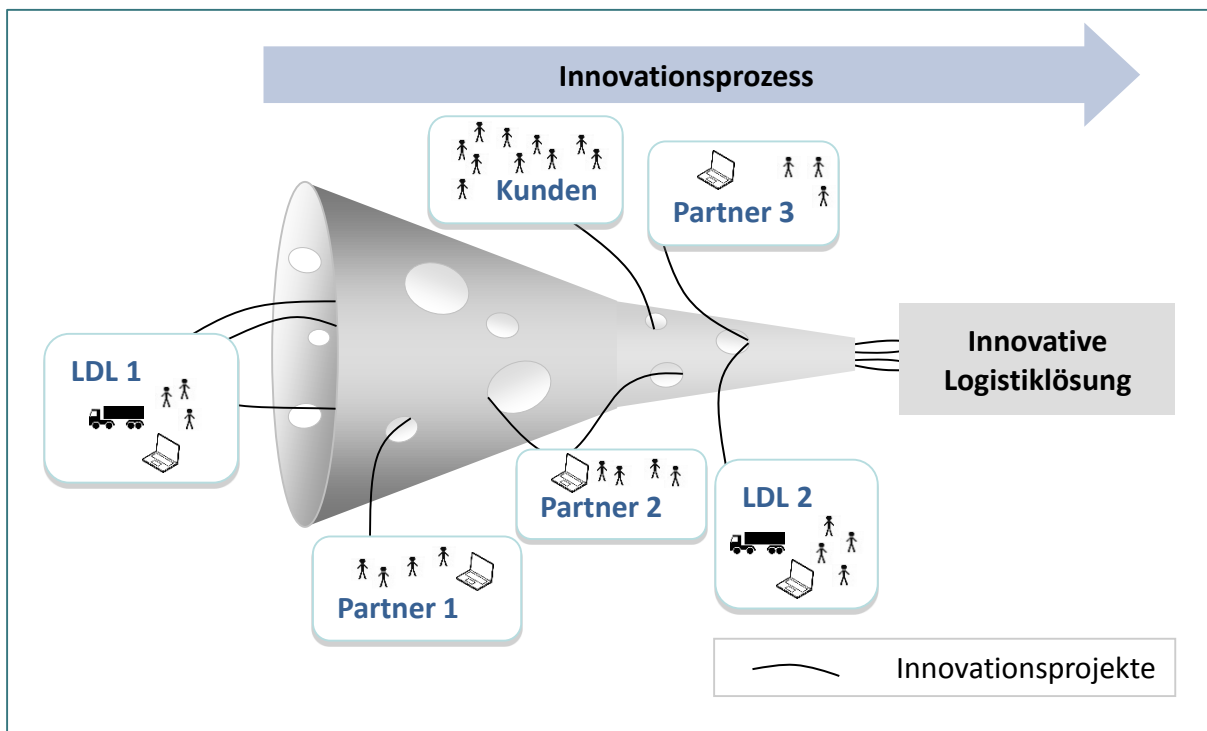 Innovationsprozess
Kunden
Partner 3
LDL 1
Innovative
Logistiklösung
Partner 2
LDL 2
Partner 1
Innovationsprojekte